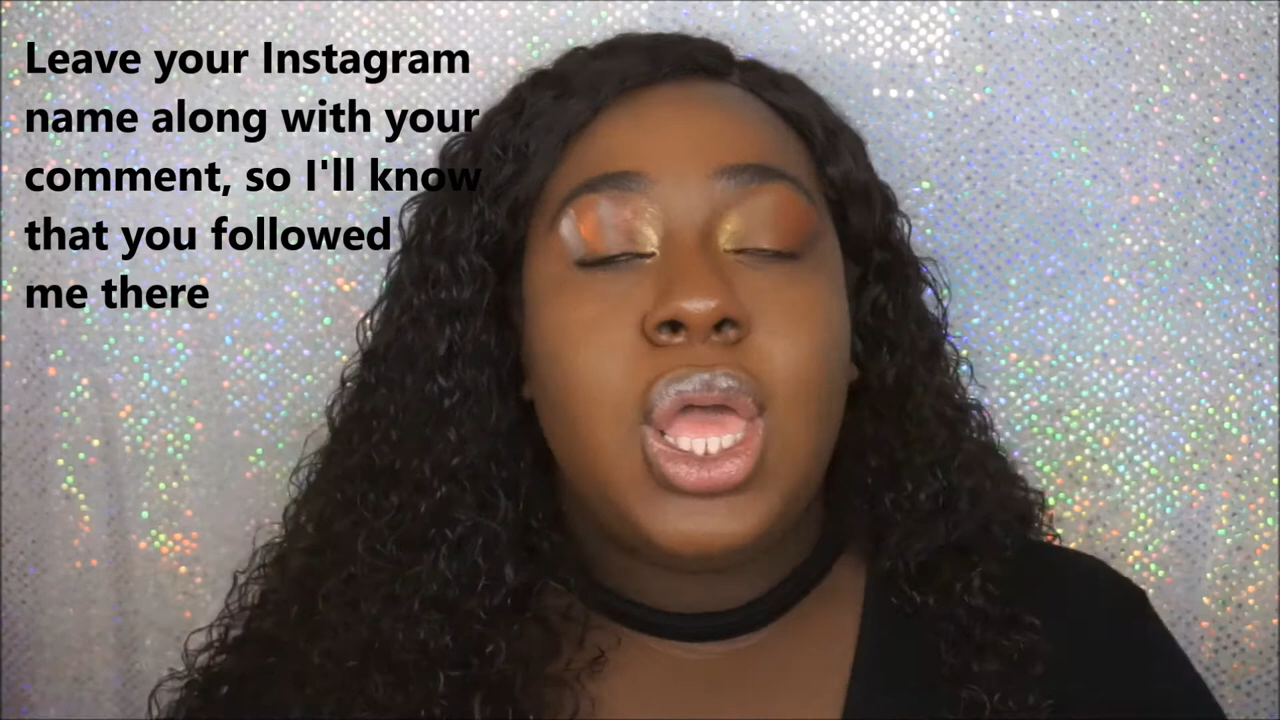 Leave your Instagram
name along with your
comment, so I'll know
that you followed
me there